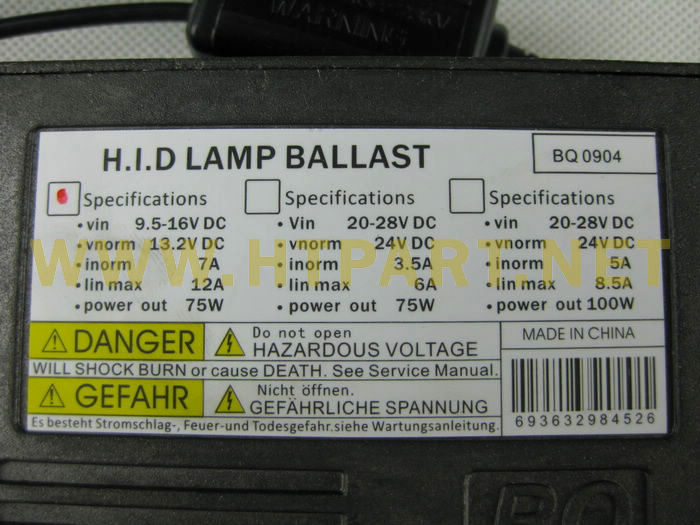 WARNING
H.I.D LAMP BALLAST
BQ 0904
Specifications
• vin 9.5-16V DC
• vnorm 13.2V DC
• inorm 7A
• lin max 12A
• power out 75W
Specifications
• Vin 20-28V DC
• vnorm 24V DC
• inorm 3.5A
• lin max 6A
• power out 75W
Specifications
• vin 20-28V DC
• vnorm 24V DC
• inorm 5A
• lin max 8.5A
• power out 100W
WWW.HITPART.NET
DANGER
Do not open
HAZARDOUS VOLTAGE
WILL SHOCK BURN or cause DEATH. See Service Manual.
GEFAHR
Nicht öffnen.
GEFÄHRLICHE SPANNUNG
Es besteht Stromschlag-, Feuer-und Todesgefahr.siehe Wartungsanleitung.
MADE IN CHINA
693632984526
BQ